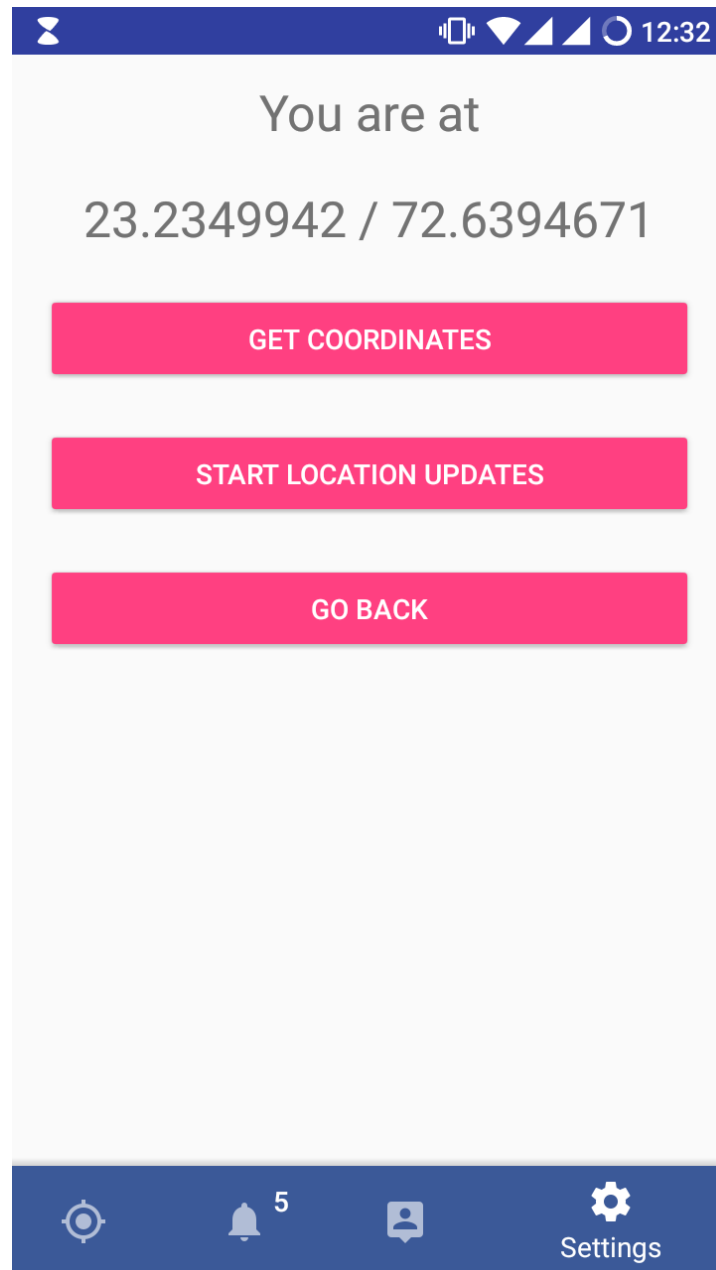 12:32
You are at
23.2349942 / 72.6394671
GET COORDINATES
START LOCATION UPDATES
GO BACK
5
Settings